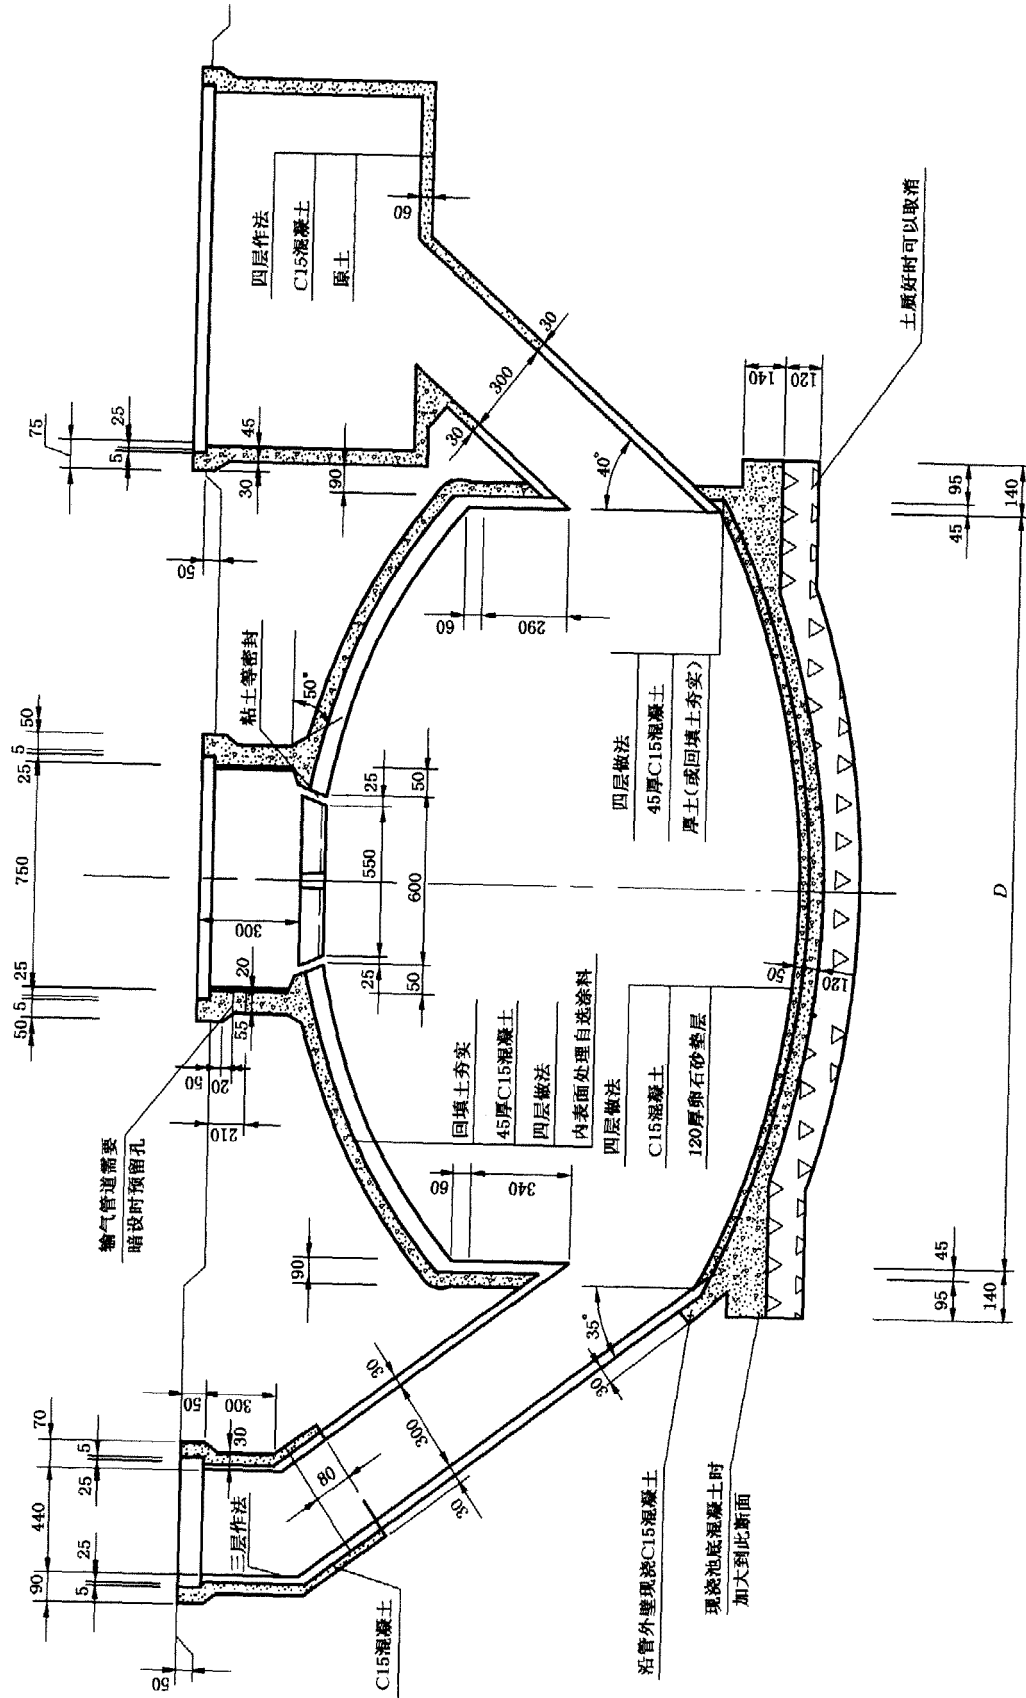 50
90
440
70
5
25
25
5
50
300
30
三层作法
C15混凝土
80
30
300
30
35°
30
输气管道需要
暗设时预留孔
50
750
50
5
25
25
5
50
20
210
55
20
300
粘土等密封
50°
25
550
25
50
600
50
90
60
340
回填土夯实
45厚C15混凝土
四层做法
内表面处理自选涂料
四层做法
C15混凝土
120厚卵石砂垫层
60
290
四层做法
45厚C15混凝土
厚土(或回填土夯实)
50
75
5
25
30
45
90
四层作法
C15混凝土
原土
60
30
300
30
40°
140
120
土质好时可以取消
50
120
沿管外壁现浇C15混凝土
现浇池底混凝土时
加大到此断面
95
45
140
D
45
95
140